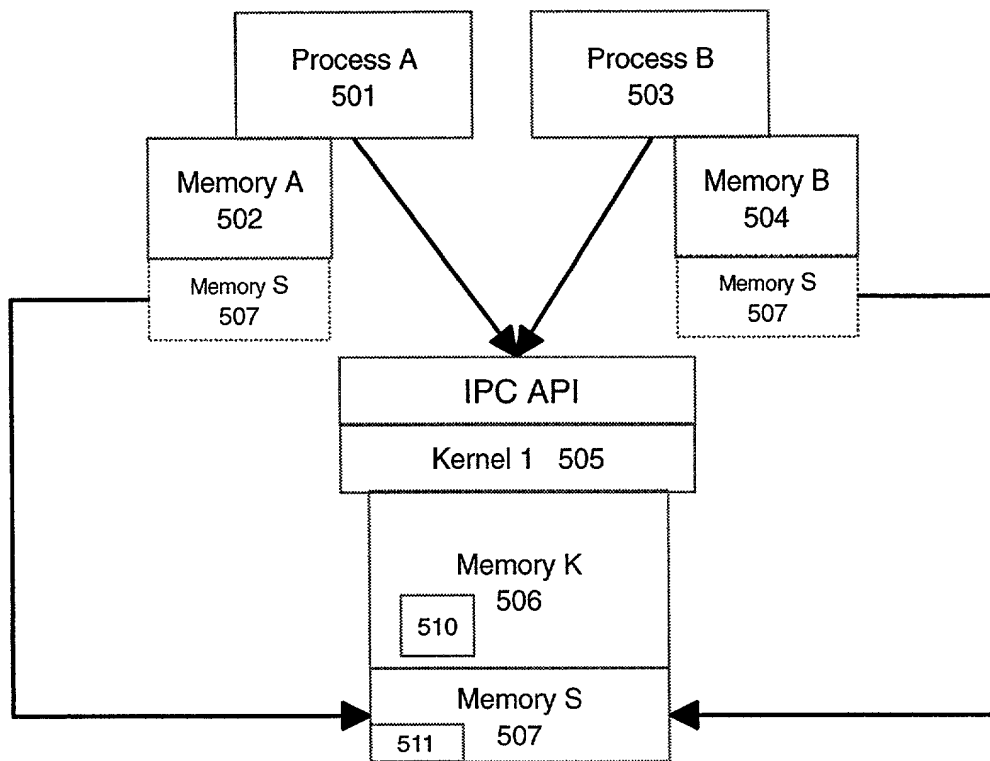 Process A
501
Process B
503
Memory A
502
Memory B
504
Memory S
507
Memory S
507
IPC API
Kernel 1 505
Memory K
506
510
Memory S
507
511